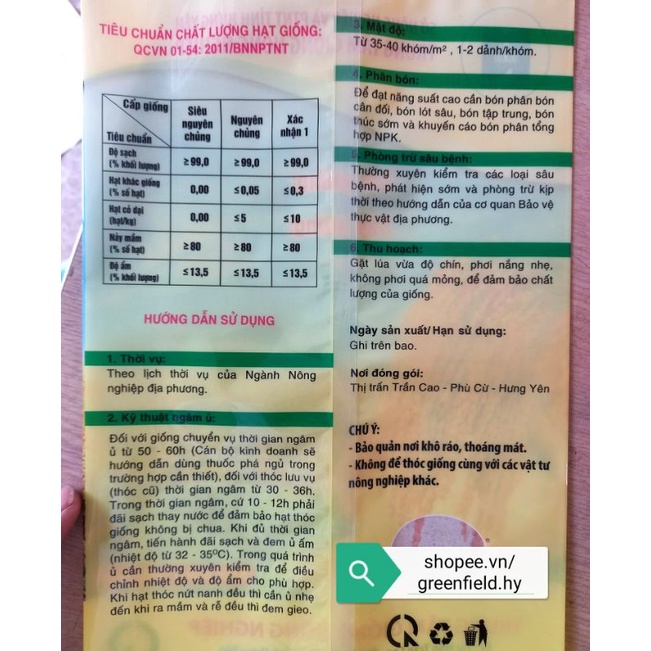 TIÊU CHUẨN CHẤT LƯỢNG HẠT GIỐNG:
QCVN 01-54: 2011/BNNPTNT
Cấp giống
Tiêu chuẩn
Siêu nguyên chủng
Nguyên chủng
Xác nhận 1
Độ sạch (% khối lượng) ≥ 99,0 ≥ 99,0 ≥ 99,0
Hạt khác giống (% số hạt) 0,00 ≤ 0,05 ≤ 0,3
Hạt cỏ dại (hạt/kg) 0,00 ≤ 5 ≤ 10
Nảy mầm (% số hạt) ≥ 80 ≥ 80 ≥ 80
Độ ẩm (% khối lượng) ≤ 13,5 ≤ 13,5 ≤ 13,5
HƯỚNG DẪN SỬ DỤNG
1. Thời vụ:
Theo lịch thời vụ của Ngành Nông
nghiệp địa phương.
2. Kỹ thuật ngâm ủ:
Đối với giống chuyển vụ thời gian ngâm
ủ từ 50 - 60h (Cán bộ kinh doanh sẽ
hướng dẫn dùng thuốc phá ngủ trong
trường hợp cần thiết), đối với thóc lưu vụ
(thóc cũ) thời gian ngâm từ 30 - 36h.
Trong thời gian ngâm, cứ 10 - 12h phải
đãi sạch thay nước để đảm bảo hạt thóc
giống không bị chua. Khi đủ thời gian
ngâm, tiến hành đãi sạch và đem ủ ấm
(nhiệt độ từ 32 - 35⁰C). Trong quá trình
ủ cần thường xuyên kiểm tra để điều
chỉnh nhiệt độ và độ ẩm cho phù hợp.
Khi hạt thóc nứt nanh đều thì cần ủ nhẹ
đến khi ra mầm và rễ đều thì đem gieo.
3. Mật độ:
Từ 35-40 khóm/m², 1-2 dảnh/khóm.
4. Phân bón:
Để đạt năng suất cao cần bón phân bón
cân đối, bón lót sâu, bón tập trung, bón
thúc sớm và khuyến cáo bón phân tổng
hợp NPK.
5. Phòng trừ sâu bệnh:
Thường xuyên kiểm tra các loại sâu
bệnh, phát hiện sớm và phòng trừ kịp
thời theo hướng dẫn của cơ quan Bảo vệ
thực vật địa phương.
6. Thu hoạch:
Gặt lúa vừa độ chín, phơi nắng nhẹ,
không phơi quá mỏng, để đảm bảo chất
lượng của giống.
Ngày sản xuất/ Hạn sử dụng:
Ghi trên bao.
Nơi đóng gói:
Thị trấn Trần Cao - Phù Cừ - Hưng Yên
CHÚ Ý:
- Bảo quản nơi khô ráo, thoáng mát.
- Không để thóc giống cùng với các vật tư
nông nghiệp khác.
shopee.vn/
greenfield.hy